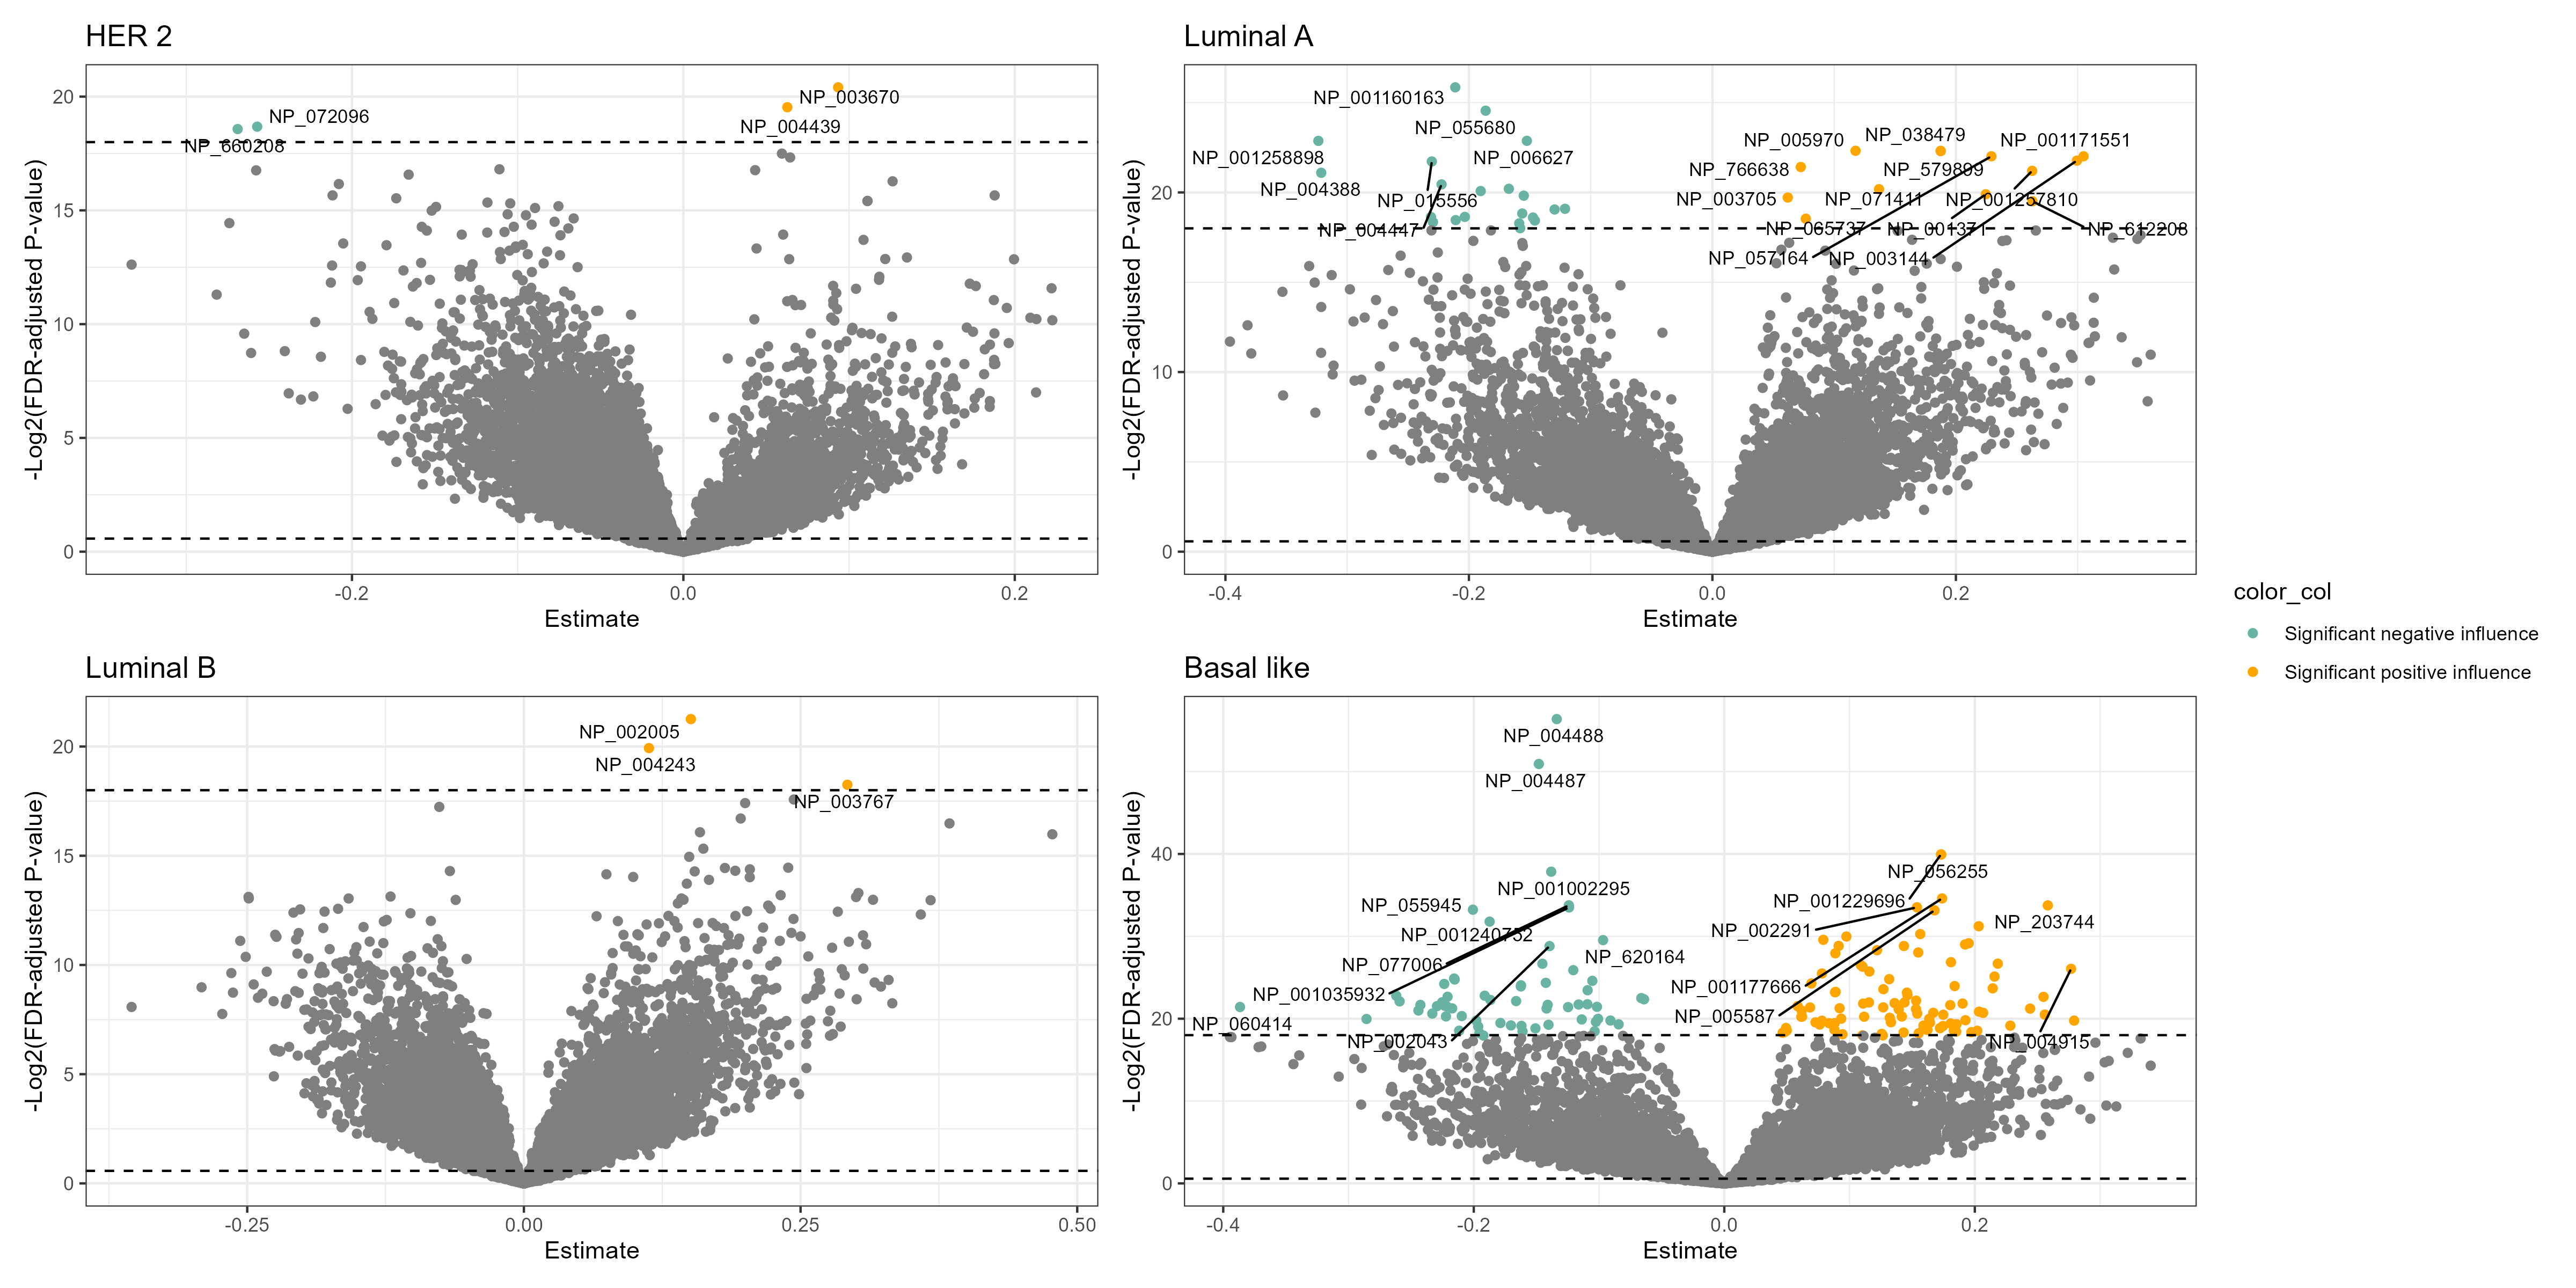 HER 2
-Log2(FDR-adjusted P-value)
20
15
10
5
0
NP_003670
NP_072096
NP_004439
NP_660208
-0.2
0.0
0.2
Estimate
Luminal A
-Log2(FDR-adjusted P-value)
20
10
0
NP_001160163
NP_055680
NP_005970
NP_038479
NP_001171551
NP_001258898
NP_006627
NP_766638
NP_579899
NP_004388
NP_015556
NP_003705
NP_071411
NP_001257810
NP_004447
NP_065737
NP_001371
NP_612208
NP_057164
NP_003144
-0.4
-0.2
0.0
0.2
Estimate
color_col
Significant negative influence
Significant positive influence
Luminal B
-Log2(FDR-adjusted P-value)
20
15
10
5
0
NP_002005
NP_004243
NP_003767
-0.25
0.00
0.25
0.50
Estimate
Basal like
-Log2(FDR-adjusted P-value)
40
20
0
NP_004488
NP_004487
NP_056255
NP_001002295
NP_055945
NP_001229696
NP_203744
NP_002291
NP_001240752
NP_620164
NP_077006
NP_001177666
NP_001035932
NP_005587
NP_060414
NP_002043
NP_004915
-0.4
-0.2
0.0
0.2
Estimate